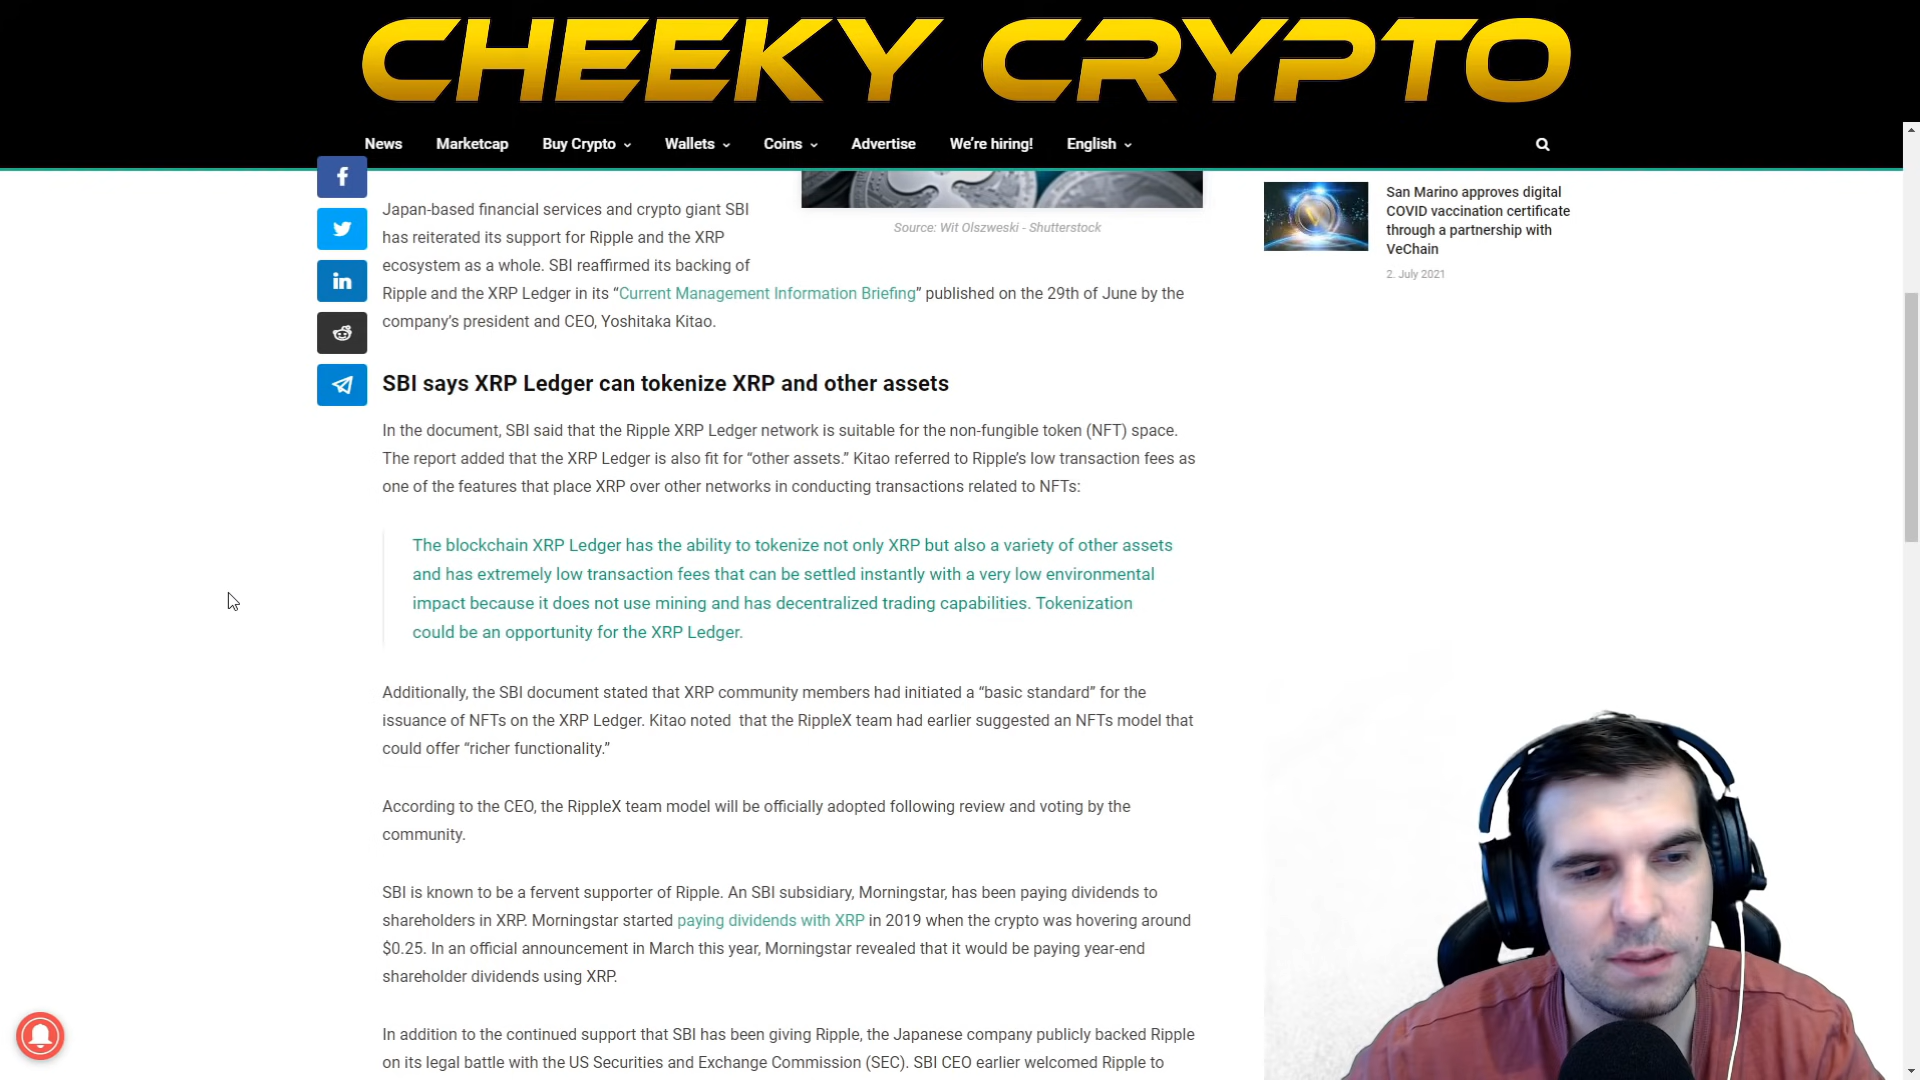 CHEEKY CRYPTO
News Marketcap Buy Crypto Wallets Coins Advertise We're hiring! English
Japan-based financial services and crypto giant SBI
has reiterated its support for Ripple and the XRP
ecosystem as a whole. SBI reaffirmed its backing of
Ripple and the XRP Ledger in its “Current Management Information Briefing” published on the 29th of June by the
company’s president and CEO, Yoshitaka Kitao.
Source: Wit Olszweski - Shutterstock
San Marino approves digital
COVID vaccination certificate
through a partnership with
VeChain
2. July 2021
SBI says XRP Ledger can tokenize XRP and other assets
In the document, SBI said that the Ripple XRP Ledger network is suitable for the non-fungible token (NFT) space.
The report added that the XRP Ledger is also fit for “other assets.” Kitao referred to Ripple’s low transaction fees as
one of the features that place XRP over other networks in conducting transactions related to NFTs:
The blockchain XRP Ledger has the ability to tokenize not only XRP but also a variety of other assets
and has extremely low transaction fees that can be settled instantly with a very low environmental
impact because it does not use mining and has decentralized trading capabilities. Tokenization
could be an opportunity for the XRP Ledger.
Additionally, the SBI document stated that XRP community members had initiated a “basic standard” for the
issuance of NFTs on the XRP Ledger. Kitao noted that the RippleX team had earlier suggested an NFTs model that
could offer “richer functionality.”
According to the CEO, the RippleX team model will be officially adopted following review and voting by the
community.
SBI is known to be a fervent supporter of Ripple. An SBI subsidiary, Morningstar, has been paying dividends to
shareholders in XRP. Morningstar started paying dividends with XRP in 2019 when the crypto was hovering around
$0.25. In an official announcement in March this year, Morningstar revealed that it would be paying year-end
shareholder dividends using XRP.
In addition to the continued support that SBI has been giving Ripple, the Japanese company publicly backed Ripple
on its legal battle with the US Securities and Exchange Commission (SEC). SBI CEO earlier welcomed Ripple to